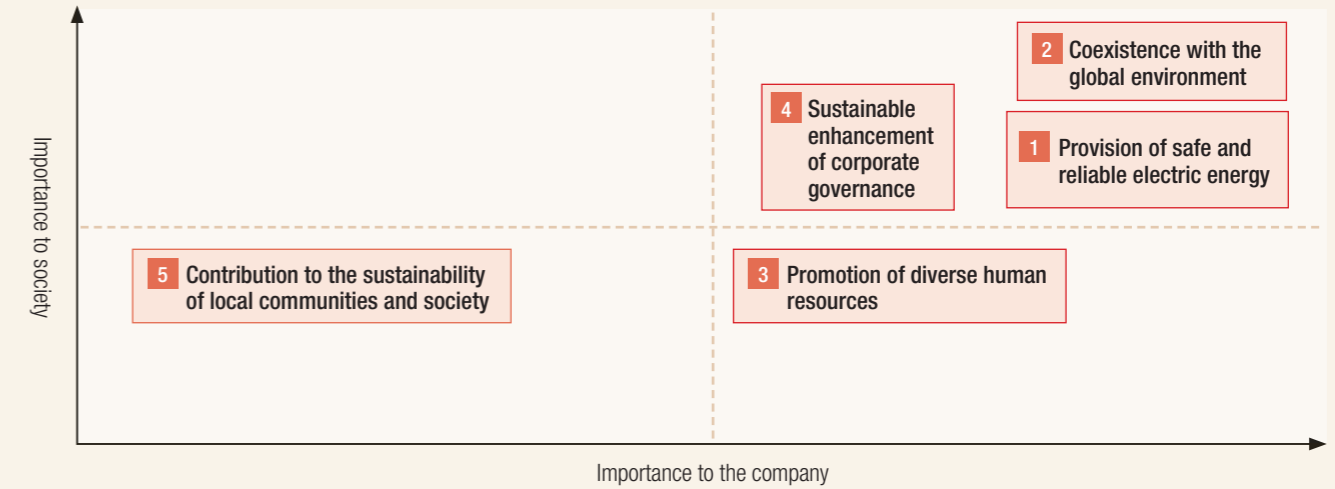 Importance to society
2 Coexistence with the
global environment
4 Sustainable
enhancement
of corporate
governance
1 Provision of safe and
reliable electric energy
5 Contribution to the sustainability
of local communities and society
3 Promotion of diverse human
resources
Importance to the company